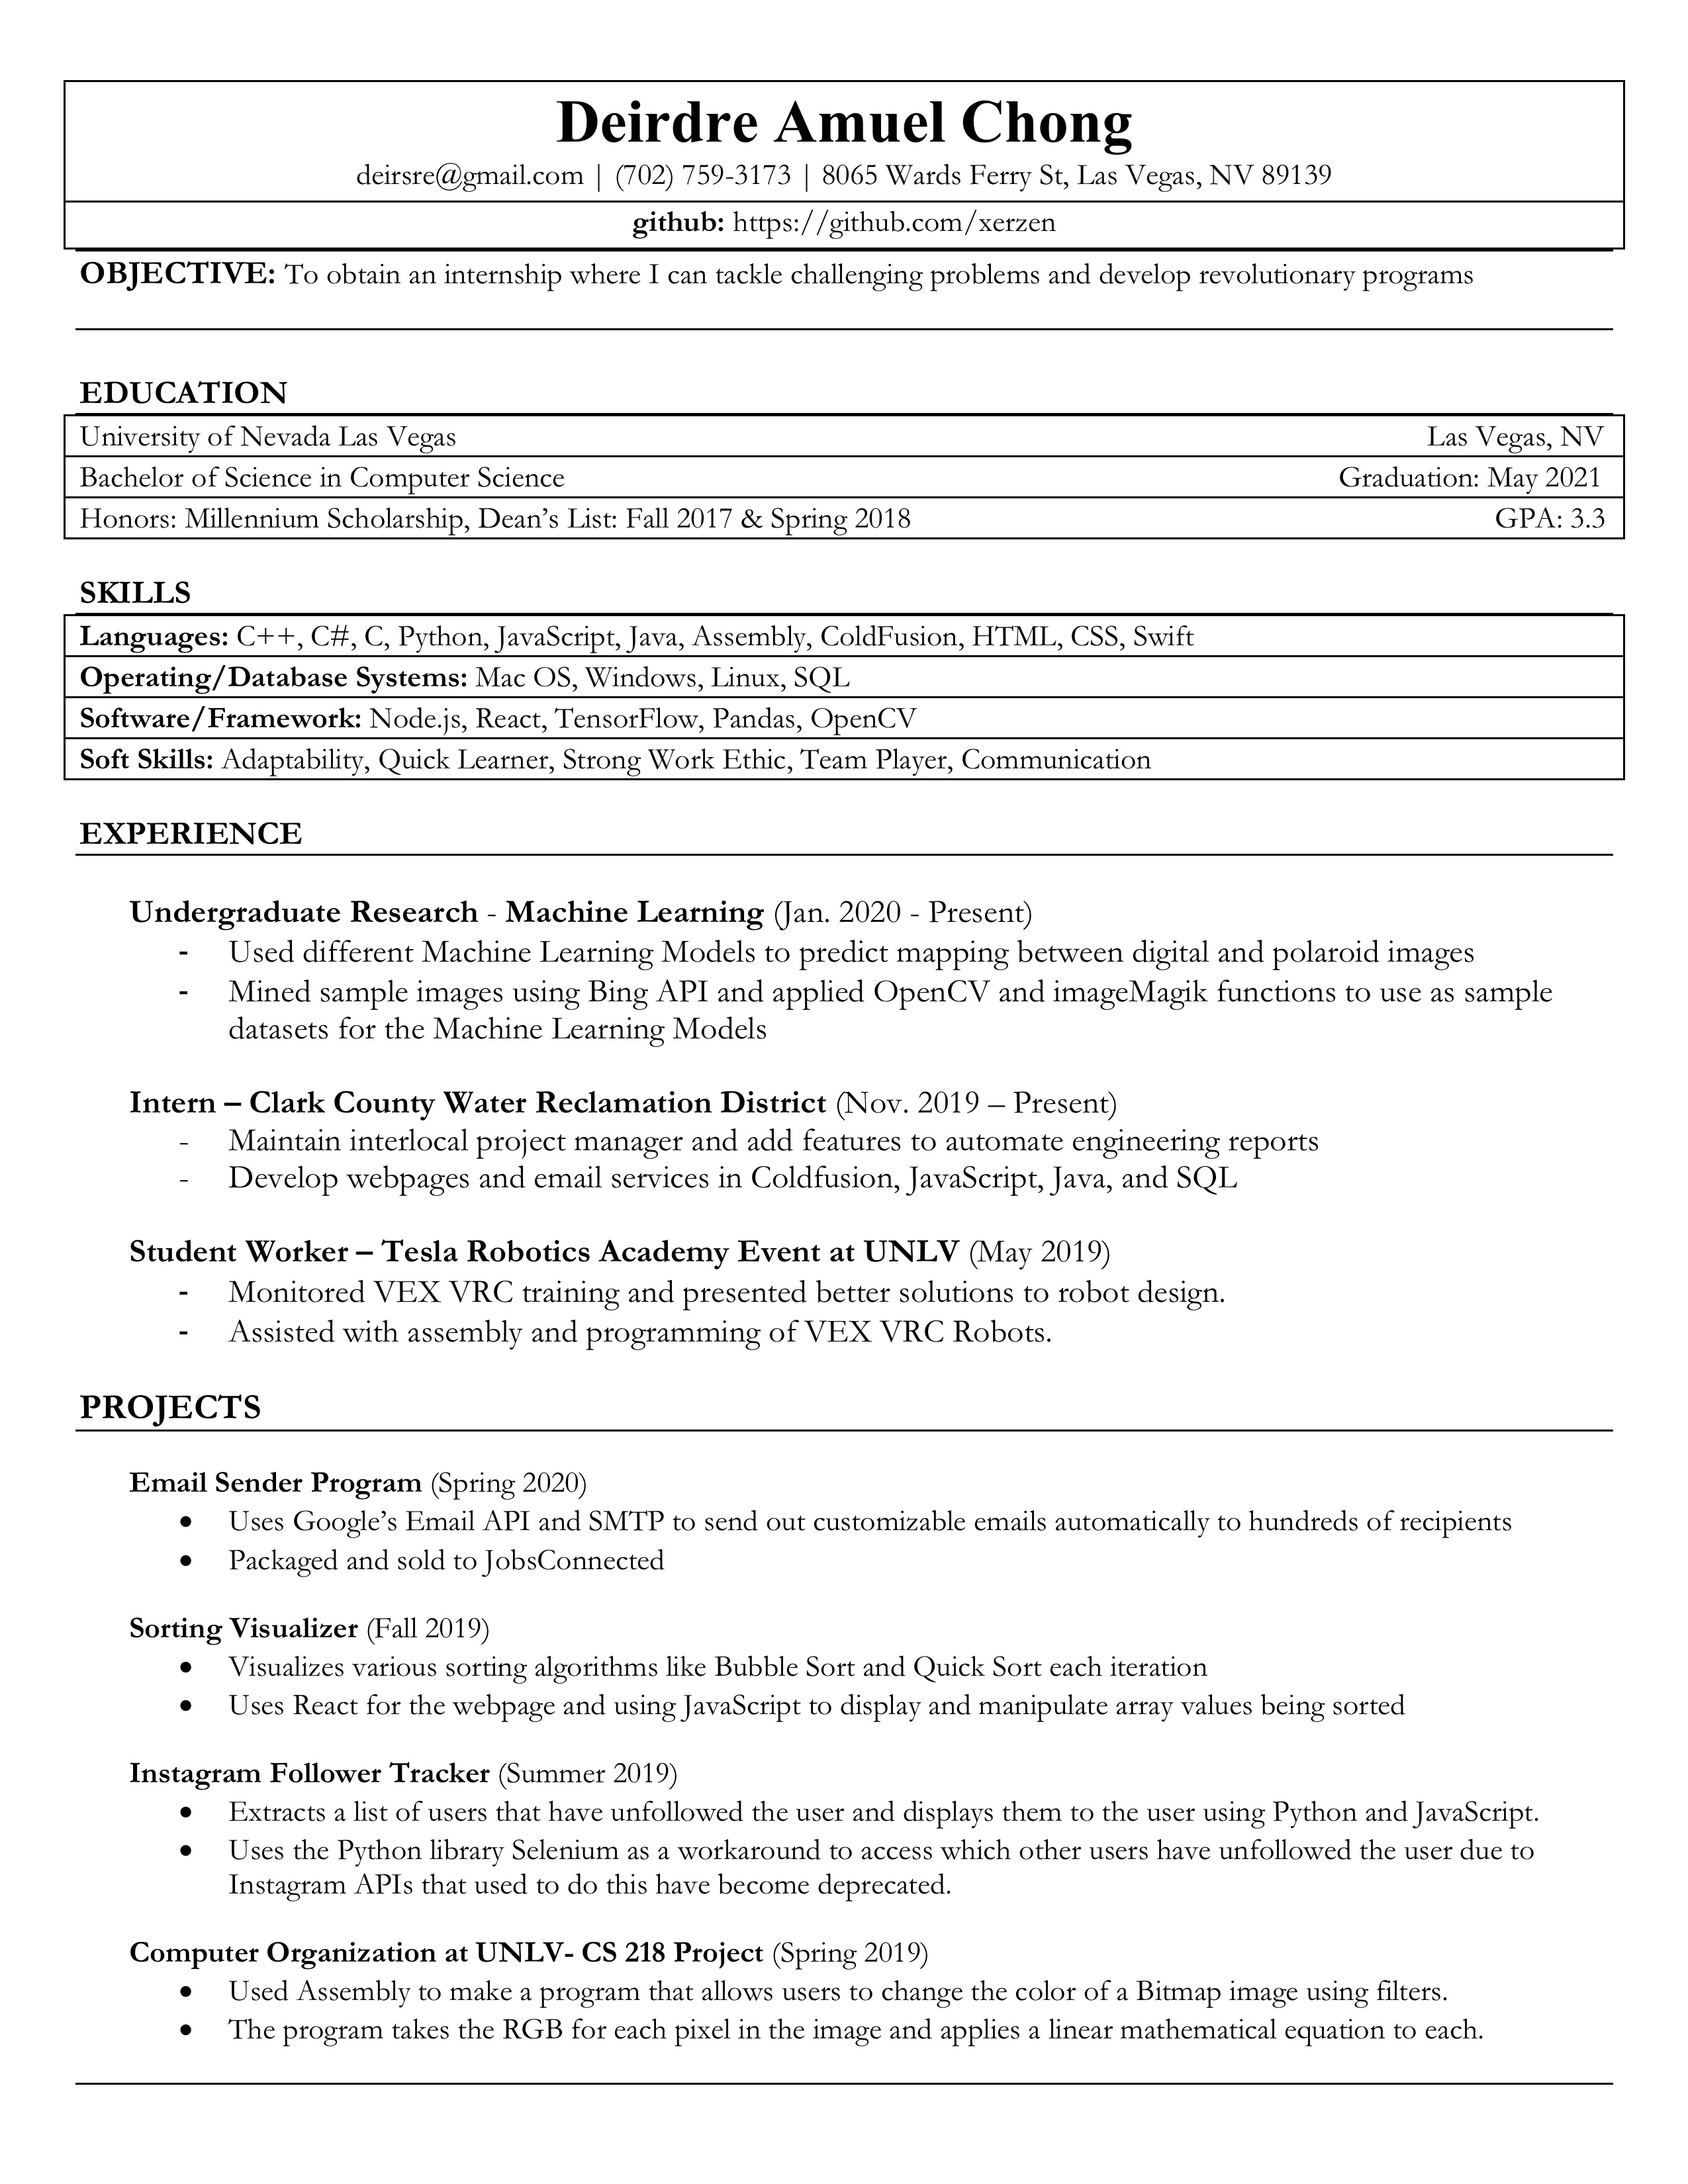 Deirdre Amuel Chong
deirsre@gmail.com | (702) 759-3173 | 8065 Wards Ferry St, Las Vegas, NV 89139
github: https://github.com/xerzen
OBJECTIVE: To obtain an internship where I can tackle challenging problems and develop revolutionary programs
EDUCATION
University of Nevada Las Vegas Las Vegas, NV
Bachelor of Science in Computer Science Graduation: May 2021
Honors: Millennium Scholarship, Dean’s List: Fall 2017 & Spring 2018 GPA: 3.3
SKILLS
Languages: C++, C#, C, Python, JavaScript, Java, Assembly, ColdFusion, HTML, CSS, Swift
Operating/Database Systems: Mac OS, Windows, Linux, SQL
Software/Framework: Node.js, React, TensorFlow, Pandas, OpenCV
Soft Skills: Adaptability, Quick Learner, Strong Work Ethic, Team Player, Communication
EXPERIENCE
Undergraduate Research - Machine Learning (Jan. 2020 - Present)
- Used different Machine Learning Models to predict mapping between digital and polaroid images
- Mined sample images using Bing API and applied OpenCV and imageMagik functions to use as sample
datasets for the Machine Learning Models
Intern – Clark County Water Reclamation District (Nov. 2019 – Present)
- Maintain interlocal project manager and add features to automate engineering reports
- Develop webpages and email services in Coldfusion, JavaScript, Java, and SQL
Student Worker – Tesla Robotics Academy Event at UNLV (May 2019)
- Monitored VEX VRC training and presented better solutions to robot design.
- Assisted with assembly and programming of VEX VRC Robots.
PROJECTS
Email Sender Program (Spring 2020)
• Uses Google’s Email API and SMTP to send out customizable emails automatically to hundreds of recipients
• Packaged and sold to JobsConnected
Sorting Visualizer (Fall 2019)
• Visualizes various sorting algorithms like Bubble Sort and Quick Sort each iteration
• Uses React for the webpage and using JavaScript to display and manipulate array values being sorted
Instagram Follower Tracker (Summer 2019)
• Extracts a list of users that have unfollowed the user and displays them to the user using Python and JavaScript.
• Uses the Python library Selenium as a workaround to access which other users have unfollowed the user due to
Instagram APIs that used to do this have become deprecated.
Computer Organization at UNLV- CS 218 Project (Spring 2019)
• Used Assembly to make a program that allows users to change the color of a Bitmap image using filters.
• The program takes the RGB for each pixel in the image and applies a linear mathematical equation to each.